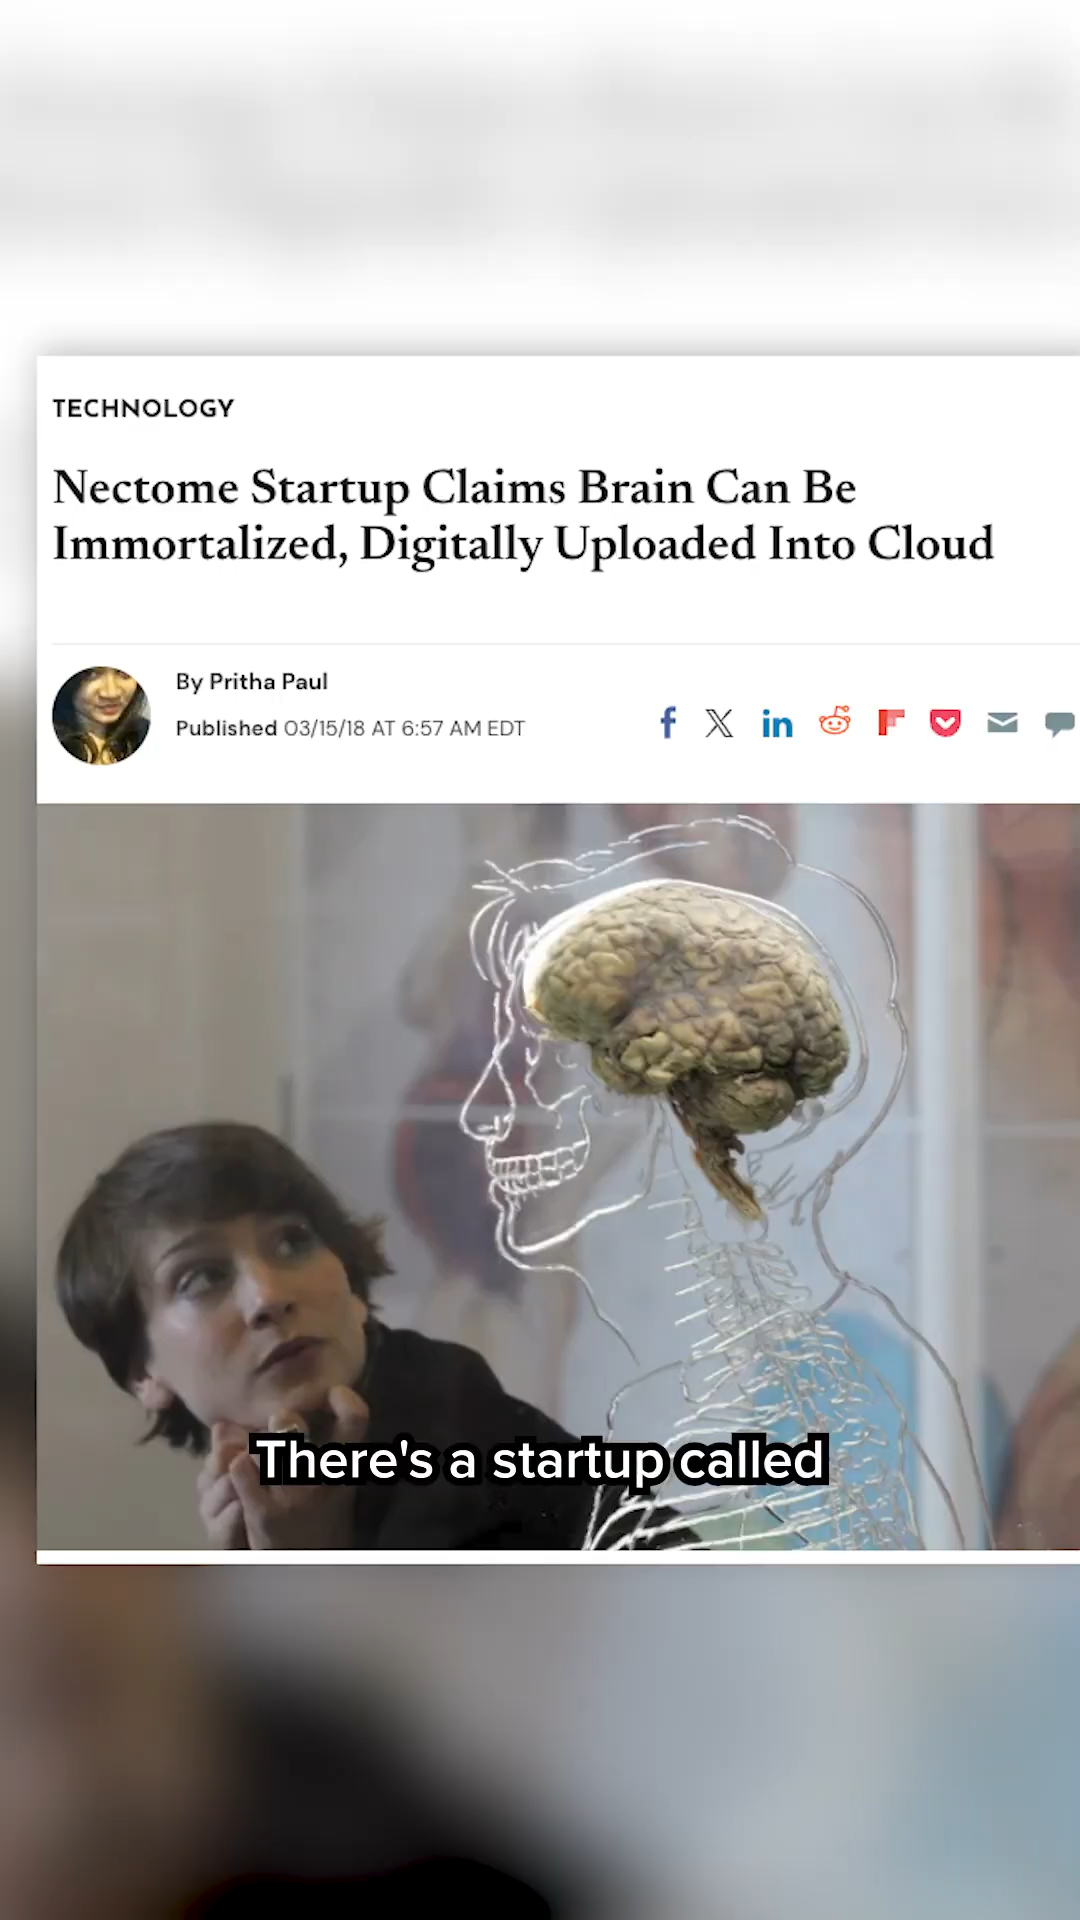 TECHNOLOGY
Nectome Startup Claims Brain Can Be
Immortalized, Digitally Uploaded Into Cloud
By Pritha Paul
Published 03/15/18 AT 6:57 AM EDT
There's a startup called